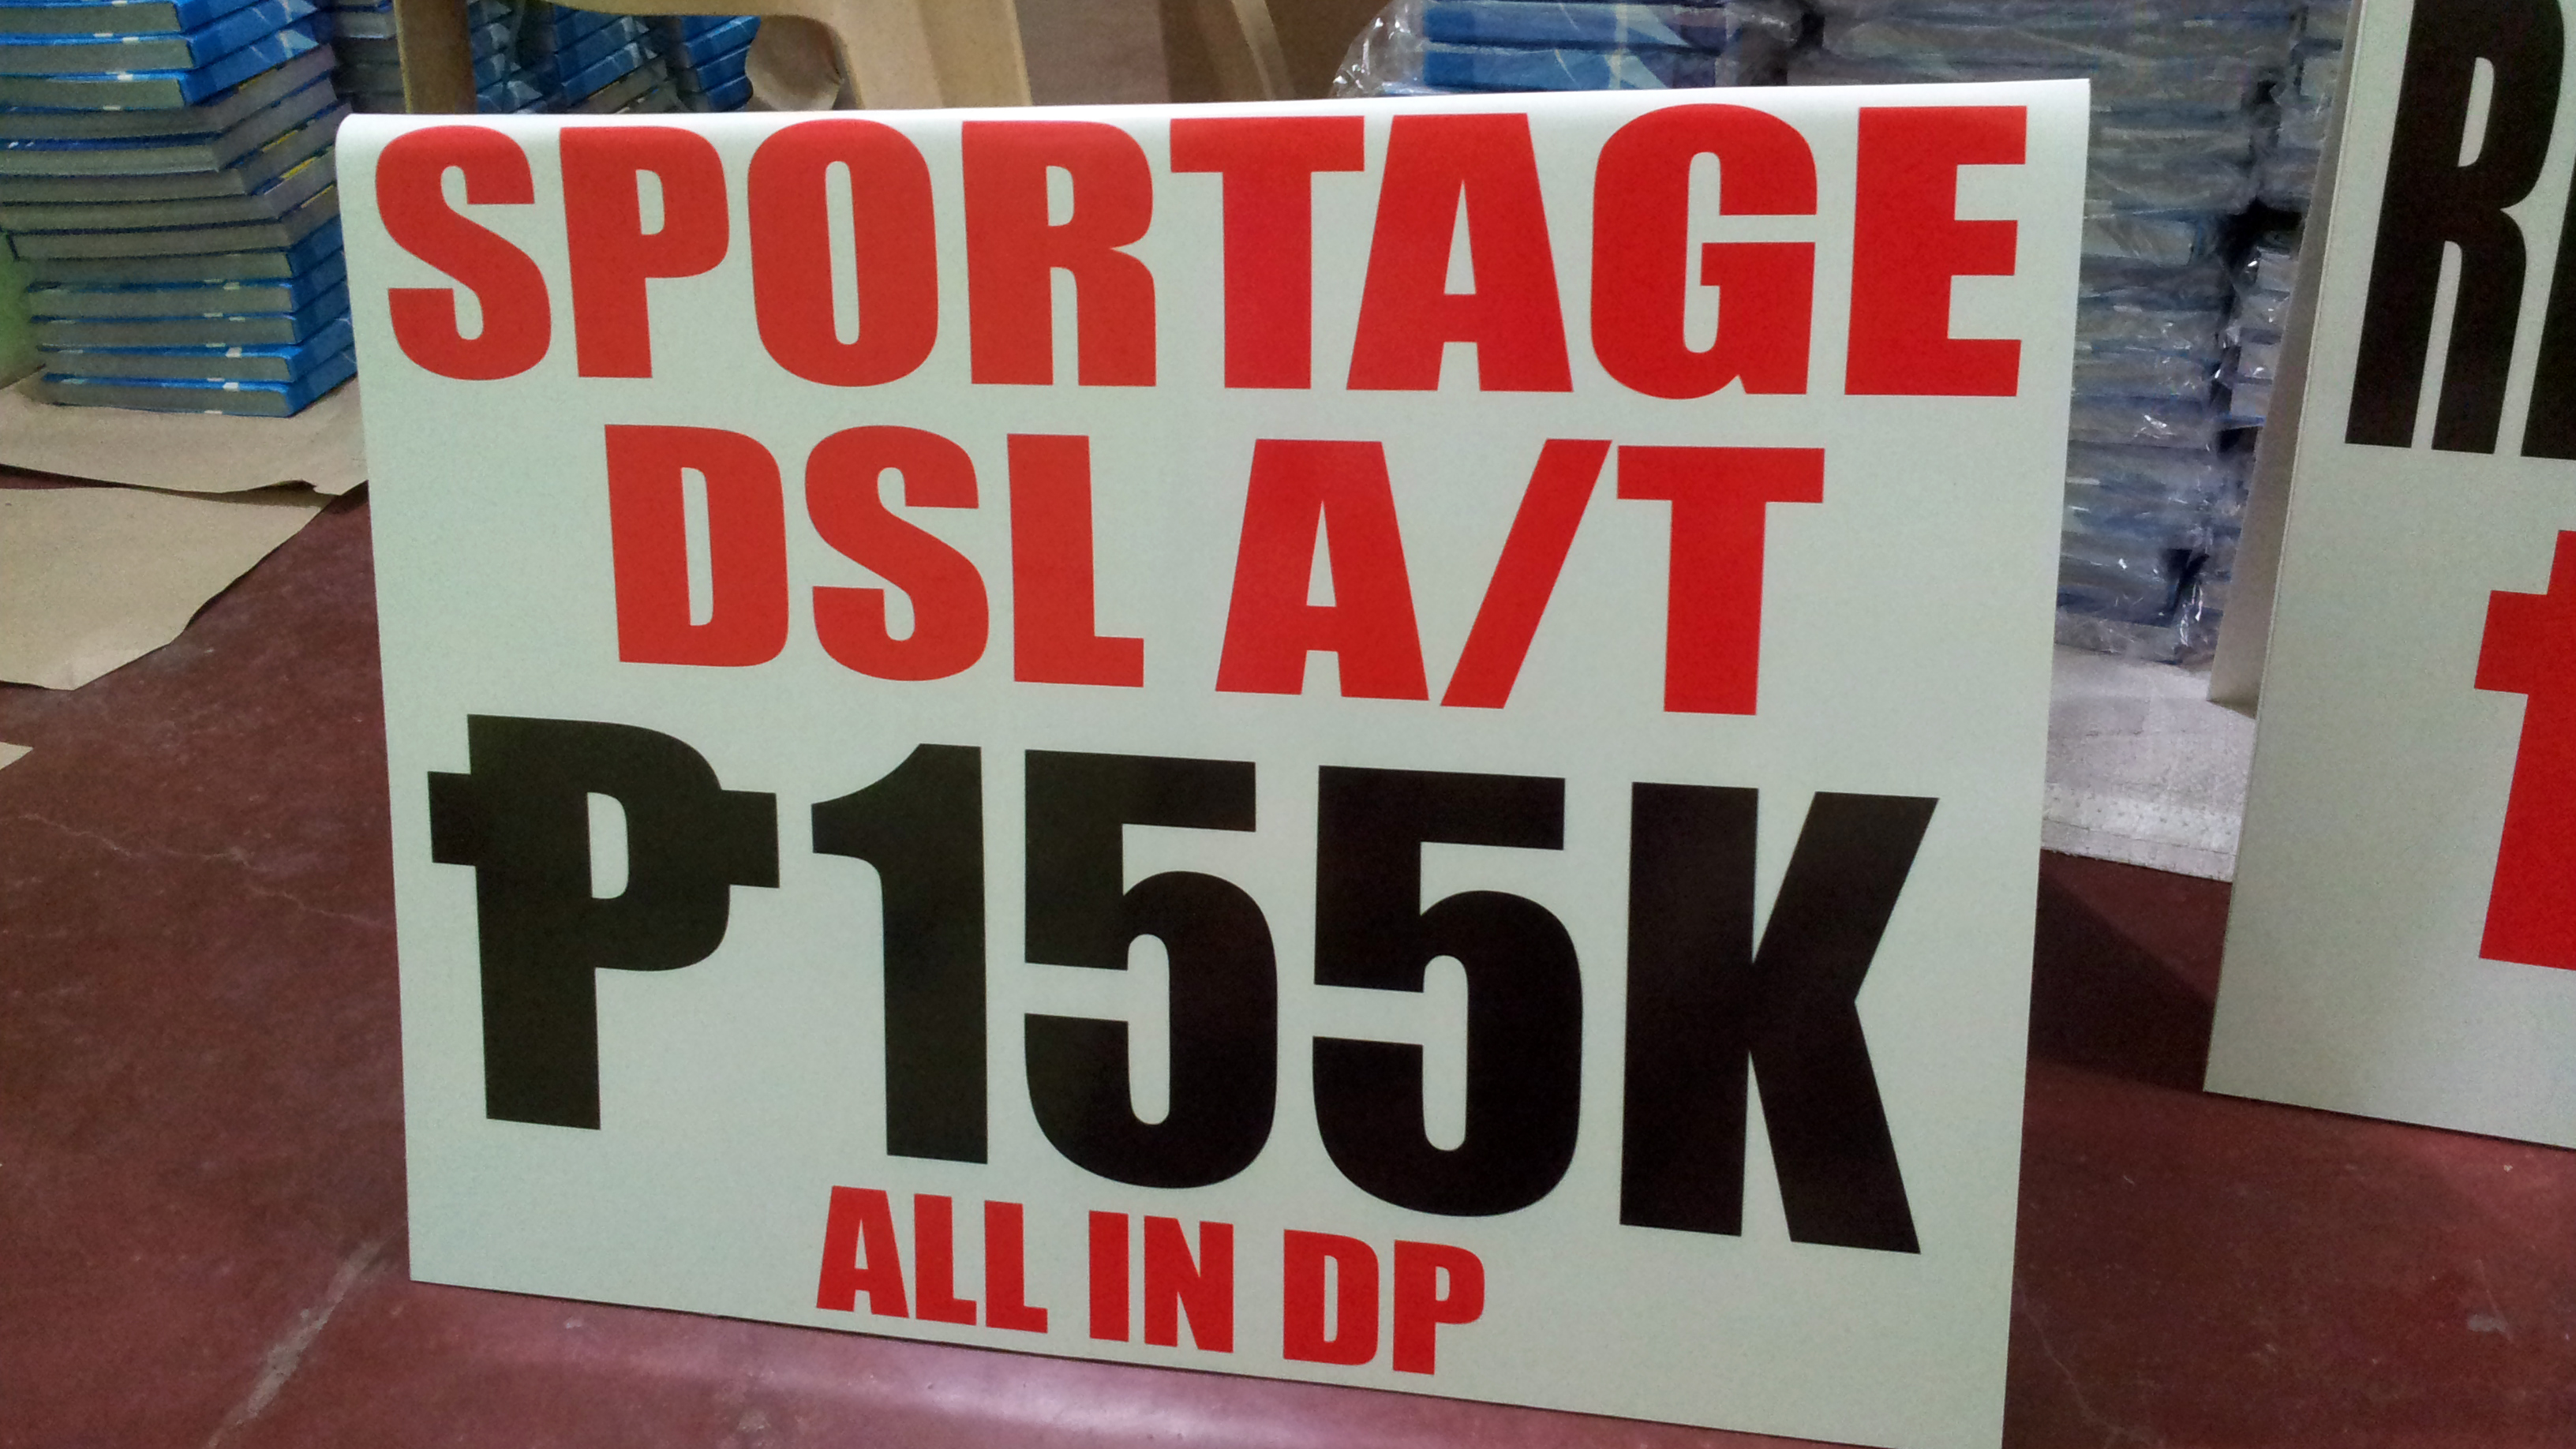 SPORTAGE
DSL A/T
₱155K
ALL IN DP